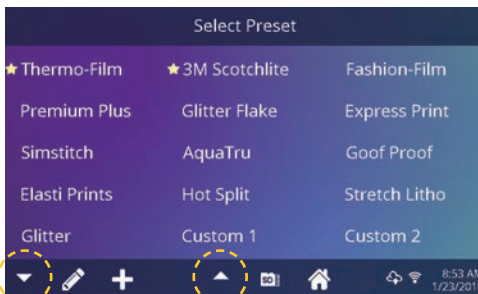 Select Preset
Thermo-Film 3M Scotchlite Fashion-Film
Premium Plus Glitter Flake Express Print
Simstitch AquaTru Goof Proof
Elasti Prints Hot Split Stretch Litho
Glitter Custom 1 Custom 2
SD 8:53 AM